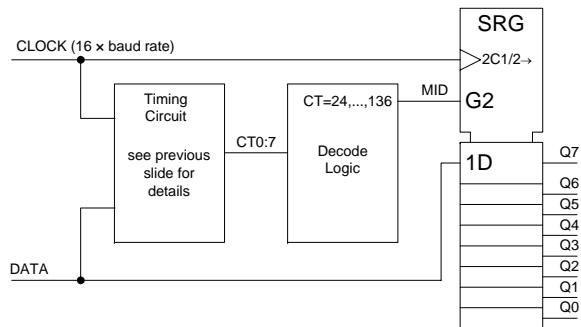 SRG
CLOCK (16 × baud rate)
2C1/2→
Timing
Circuit
see previous
slide for
details
CT0:7
CT=24,...,136
Decode
Logic
MID
G2
1D
DATA
Q7
Q6
Q5
Q4
Q3
Q2
Q1
Q0